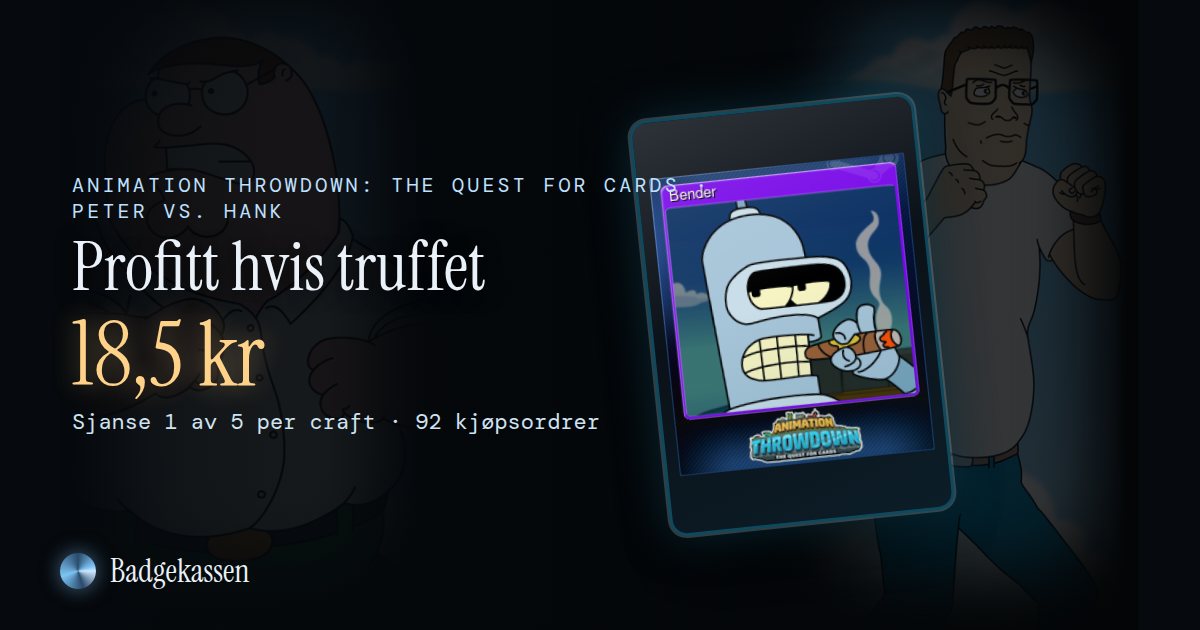 ANIMATION THROWDOWN: THE QUEST FOR CARDS
PETER VS. HANK
Profitt hvis truffet
18,5 kr
Sjanse 1 av 5 per craft · 92 kjøpsordrer
Badgekassen
Bender
ANIMATION
THROWDOWN
THE QUEST FOR CARDS